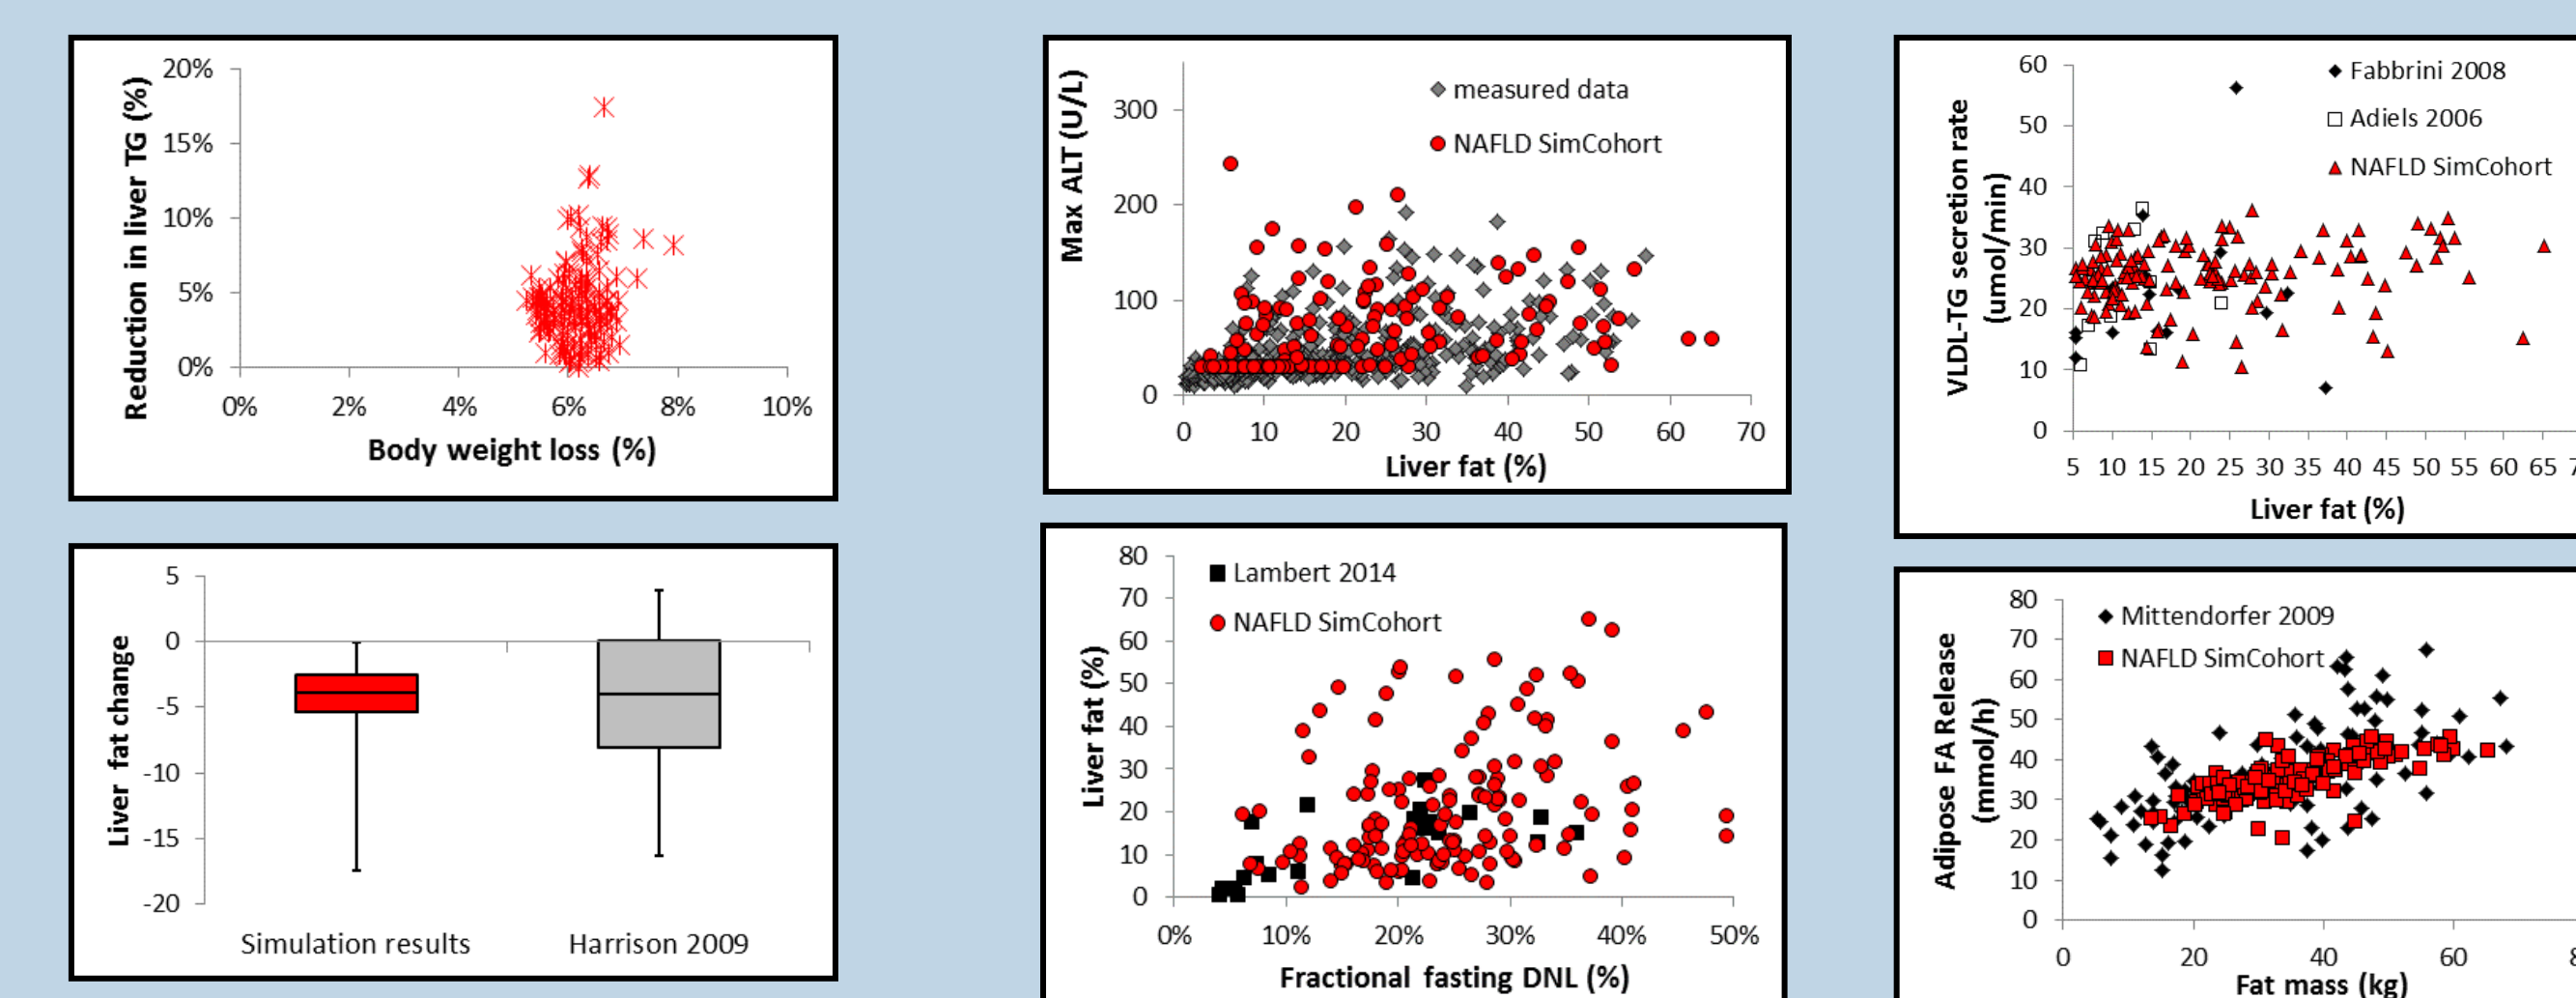 20%
15%
10%
5%
0%
Reduction in liver TG (%)
0% 2% 4% 6% 8% 10%
Body weight loss (%)
Max ALT (U/L)
300
200
100
0
measured data
NAFLD SimCohort
0 10 20 30 40 50 60 70
Liver fat (%)
VLDL-TG secretion rate
(umol/min)
60
50
40
30
20
10
0
Fabbrini 2008
Adiels 2006
NAFLD SimCohort
5 10 15 20 25 30 35 40 45 50 55 60 65
Liver fat (%)
Liver fat change
5
0
-5
-10
-15
-20
Simulation results Harrison 2009
Liver fat (%)
80
70
60
50
40
30
20
10
0
Lambert 2014
NAFLD SimCohort
0% 10% 20% 30% 40% 50%
Fractional fasting DNL (%)
Adipose FA Release
(mmol/h)
80
70
60
50
40
30
20
10
0
Mittendorfer 2009
NAFLD SimCohort
0 20 40 60
Fat mass (kg)